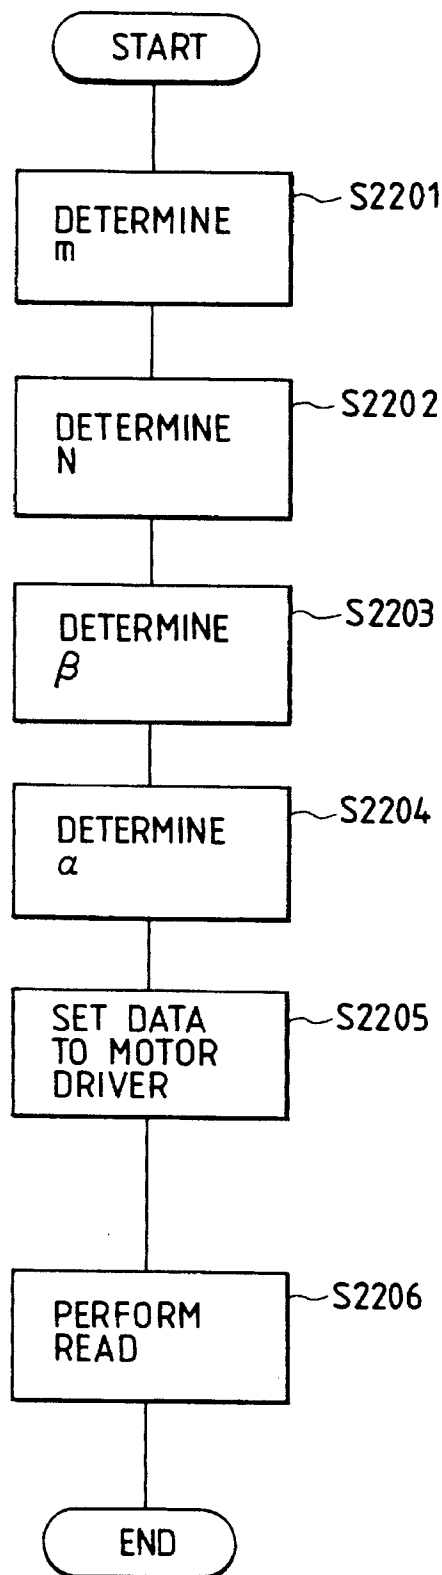 START
DETERMINE
m
S2201
DETERMINE
N
S2202
DETERMINE
β
S2203
DETERMINE
α
S2204
SET DATA
TO MOTOR
DRIVER
S2205
PERFORM
READ
S2206
END